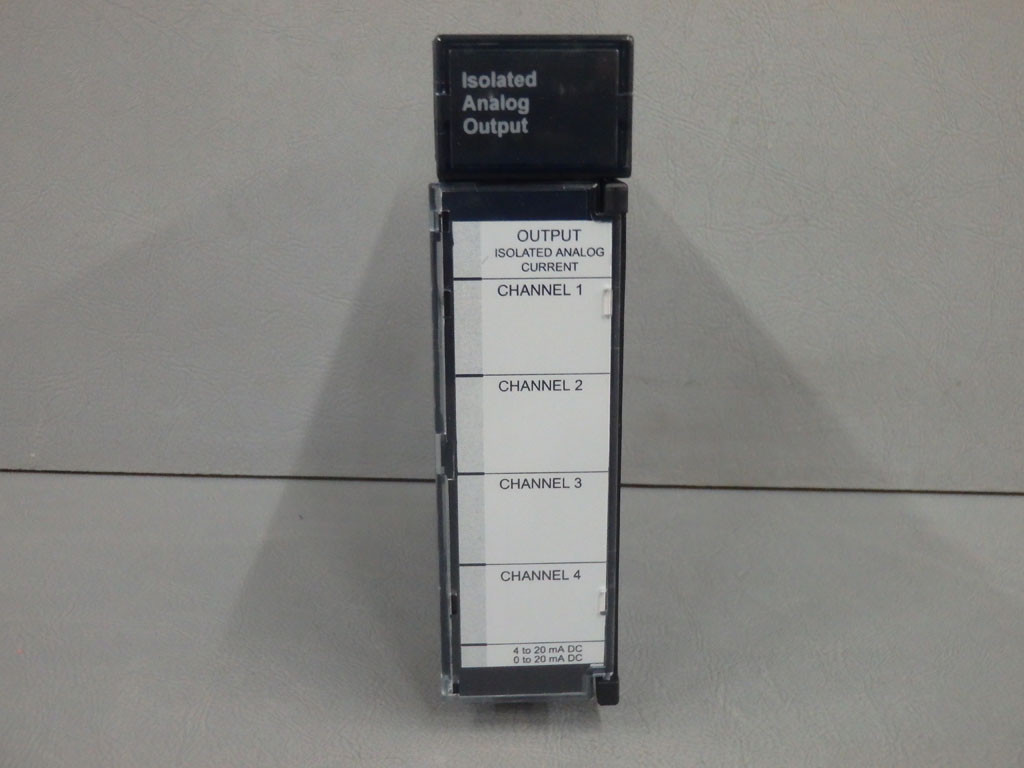 Isolated
Analog
Output
OUTPUT
ISOLATED ANALOG
CURRENT
CHANNEL 1
CHANNEL 2
CHANNEL 3
CHANNEL 4
4 to 20 mA DC
0 to 20 mA DC